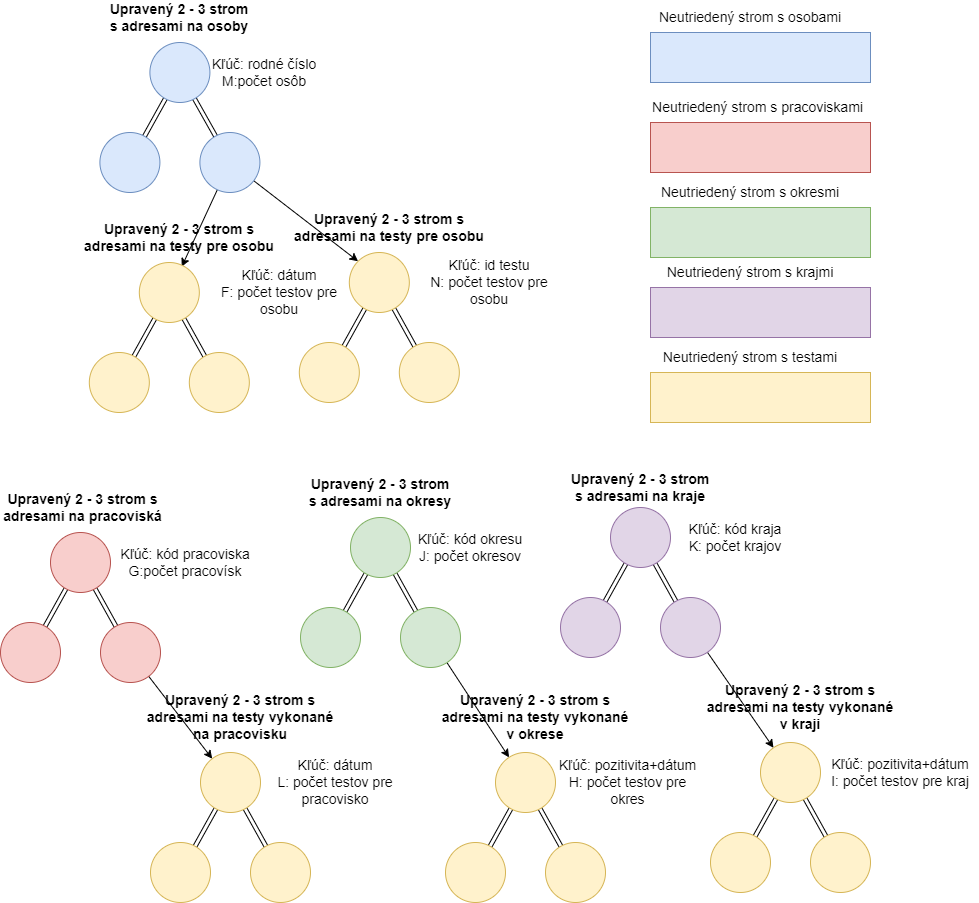 Upravený 2 - 3 strom
s adresami na osoby
Kľúč: rodné číslo
M:počet osôb
Upravený 2 - 3 strom s
adresami na testy pre osobu
Kľúč: dátum
F: počet testov pre
osobu
Upravený 2 - 3 strom s
adresami na testy pre osobu
Kľúč: id testu
N: počet testov pre
osobu
Neutriedený strom s osobami
Neutriedený strom s pracoviskami
Neutriedený strom s okresmi
Neutriedený strom s krajmi
Neutriedený strom s testami
Upravený 2 - 3 strom s
adresami na pracoviská
Kľúč: kód pracoviska
G:počet pracovísk
Upravený 2 - 3 strom s
adresami na testy vykonané
na pracovisku
Kľúč: dátum
L: počet testov pre
pracovisko
Upravený 2 - 3 strom
s adresami na okresy
Kľúč: kód okresu
J: počet okresov
Upravený 2 - 3 strom s
adresami na testy vykonané
v okrese
Kľúč: pozitivita+dátum
H: počet testov pre
okres
Upravený 2 - 3 strom
s adresami na kraje
Kľúč: kód kraja
K: počet krajov
Upravený 2 - 3 strom s
adresami na testy vykonané
v kraji
Kľúč: pozitivita+dátum
I: počet testov pre kraj